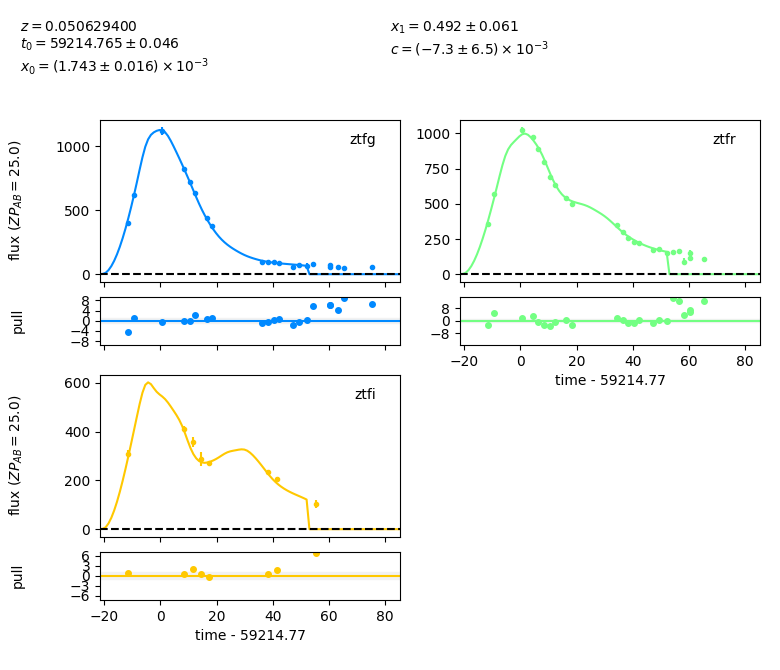 z = 0.050629400
t₀ = 59214.765 ± 0.046
x₀ = (1.743 ± 0.016) × 10⁻³
x₁ = 0.492 ± 0.061
c = (−7.3 ± 6.5) × 10⁻³
flux (ZP_AB = 25.0)
1000
500
0
ztfg
1000
750
500
250
0
ztfr
pull
8
4
0
−4
−8
8
0
−8
−20 0 20 40 60 80
time - 59214.77
flux (ZP_AB = 25.0)
600
400
200
0
ztfi
pull
6
3
0
−3
−6
−20 0 20 40 60 80
time - 59214.77